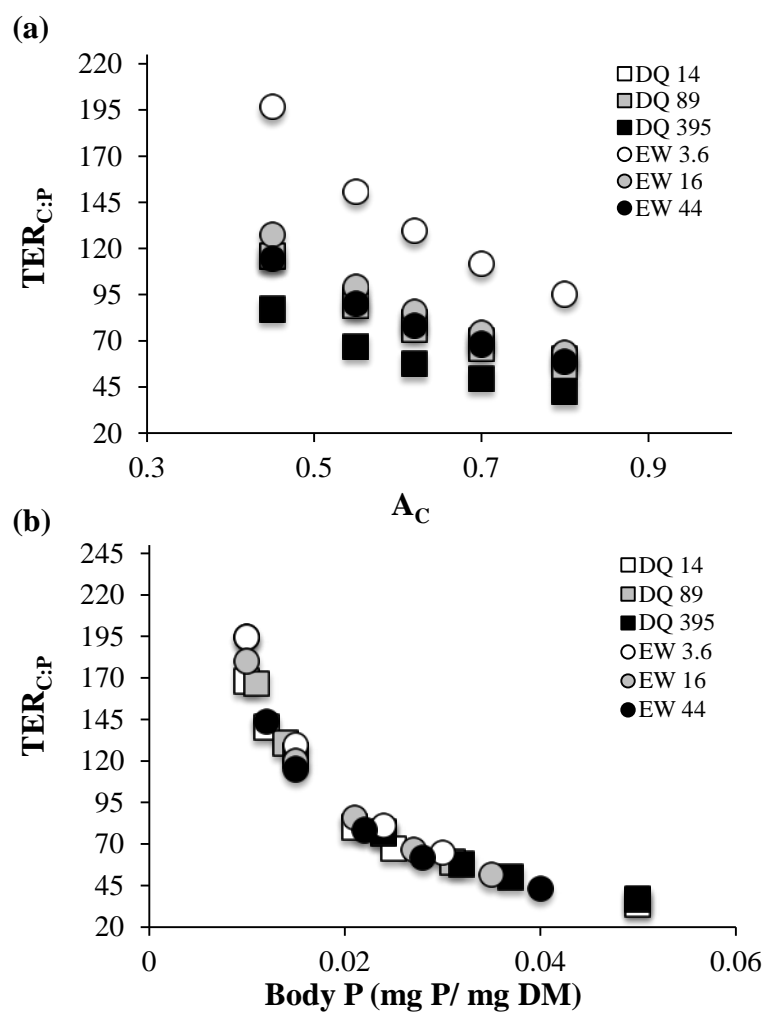 (a)
220
195
170
145
120
95
70
45
20
TER_C:P
0.3 0.5 0.7 0.9
A_C
DQ 14
DQ 89
DQ 395
EW 3.6
EW 16
EW 44
(b)
245
220
195
170
145
120
95
70
45
20
TER_C:P
0 0.02 0.04 0.06
Body P (mg P/ mg DM)
DQ 14
DQ 89
DQ 395
EW 3.6
EW 16
EW 44